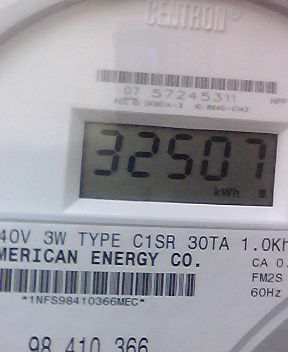 CENTRON®
07 57245311
HPP
32507
kWh
40V 3W TYPE C1SR 30TA 1.0Kh
MERICAN ENERGY CO.
CA 0.
FM2S
60Hz
*1NFS98410366MEC*
98 410 366